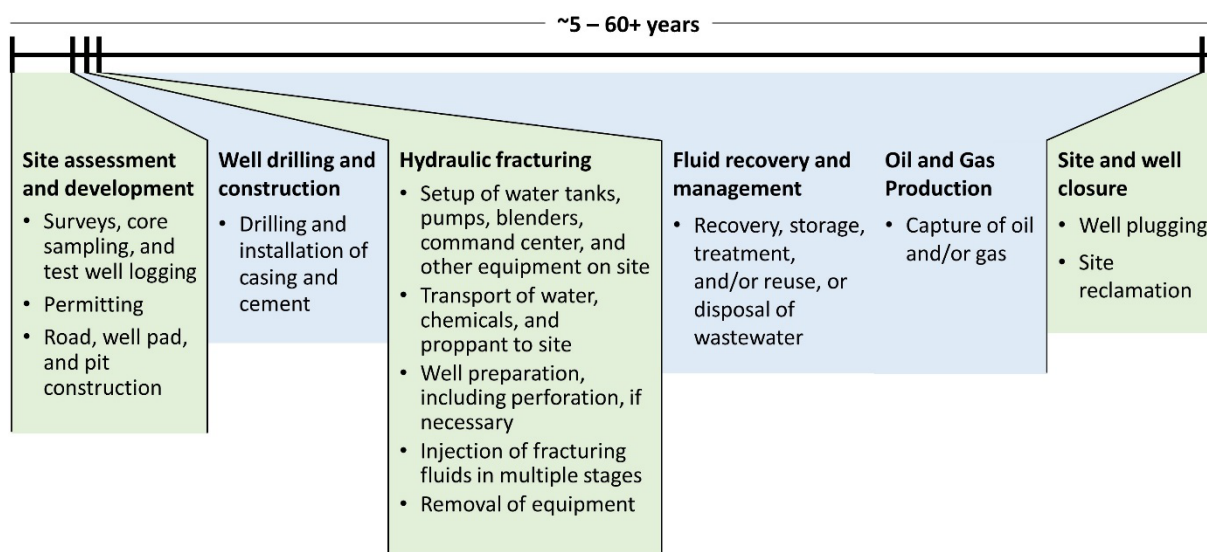 ~5 – 60+ years
Site assessment
and development
• Surveys, core
sampling, and
test well logging
• Permitting
• Road, well pad,
and pit
construction
Well drilling and
construction
• Drilling and
installation of
casing and
cement
Hydraulic fracturing
• Setup of water tanks,
pumps, blenders,
command center, and
other equipment on site
• Transport of water,
chemicals, and
proppant to site
• Well preparation,
including perforation, if
necessary
• Injection of fracturing
fluids in multiple stages
• Removal of equipment
Fluid recovery and
management
• Recovery, storage,
treatment,
and/or reuse, or
disposal of
wastewater
Oil and Gas
Production
• Capture of oil
and/or gas
Site and well
closure
• Well plugging
• Site
reclamation